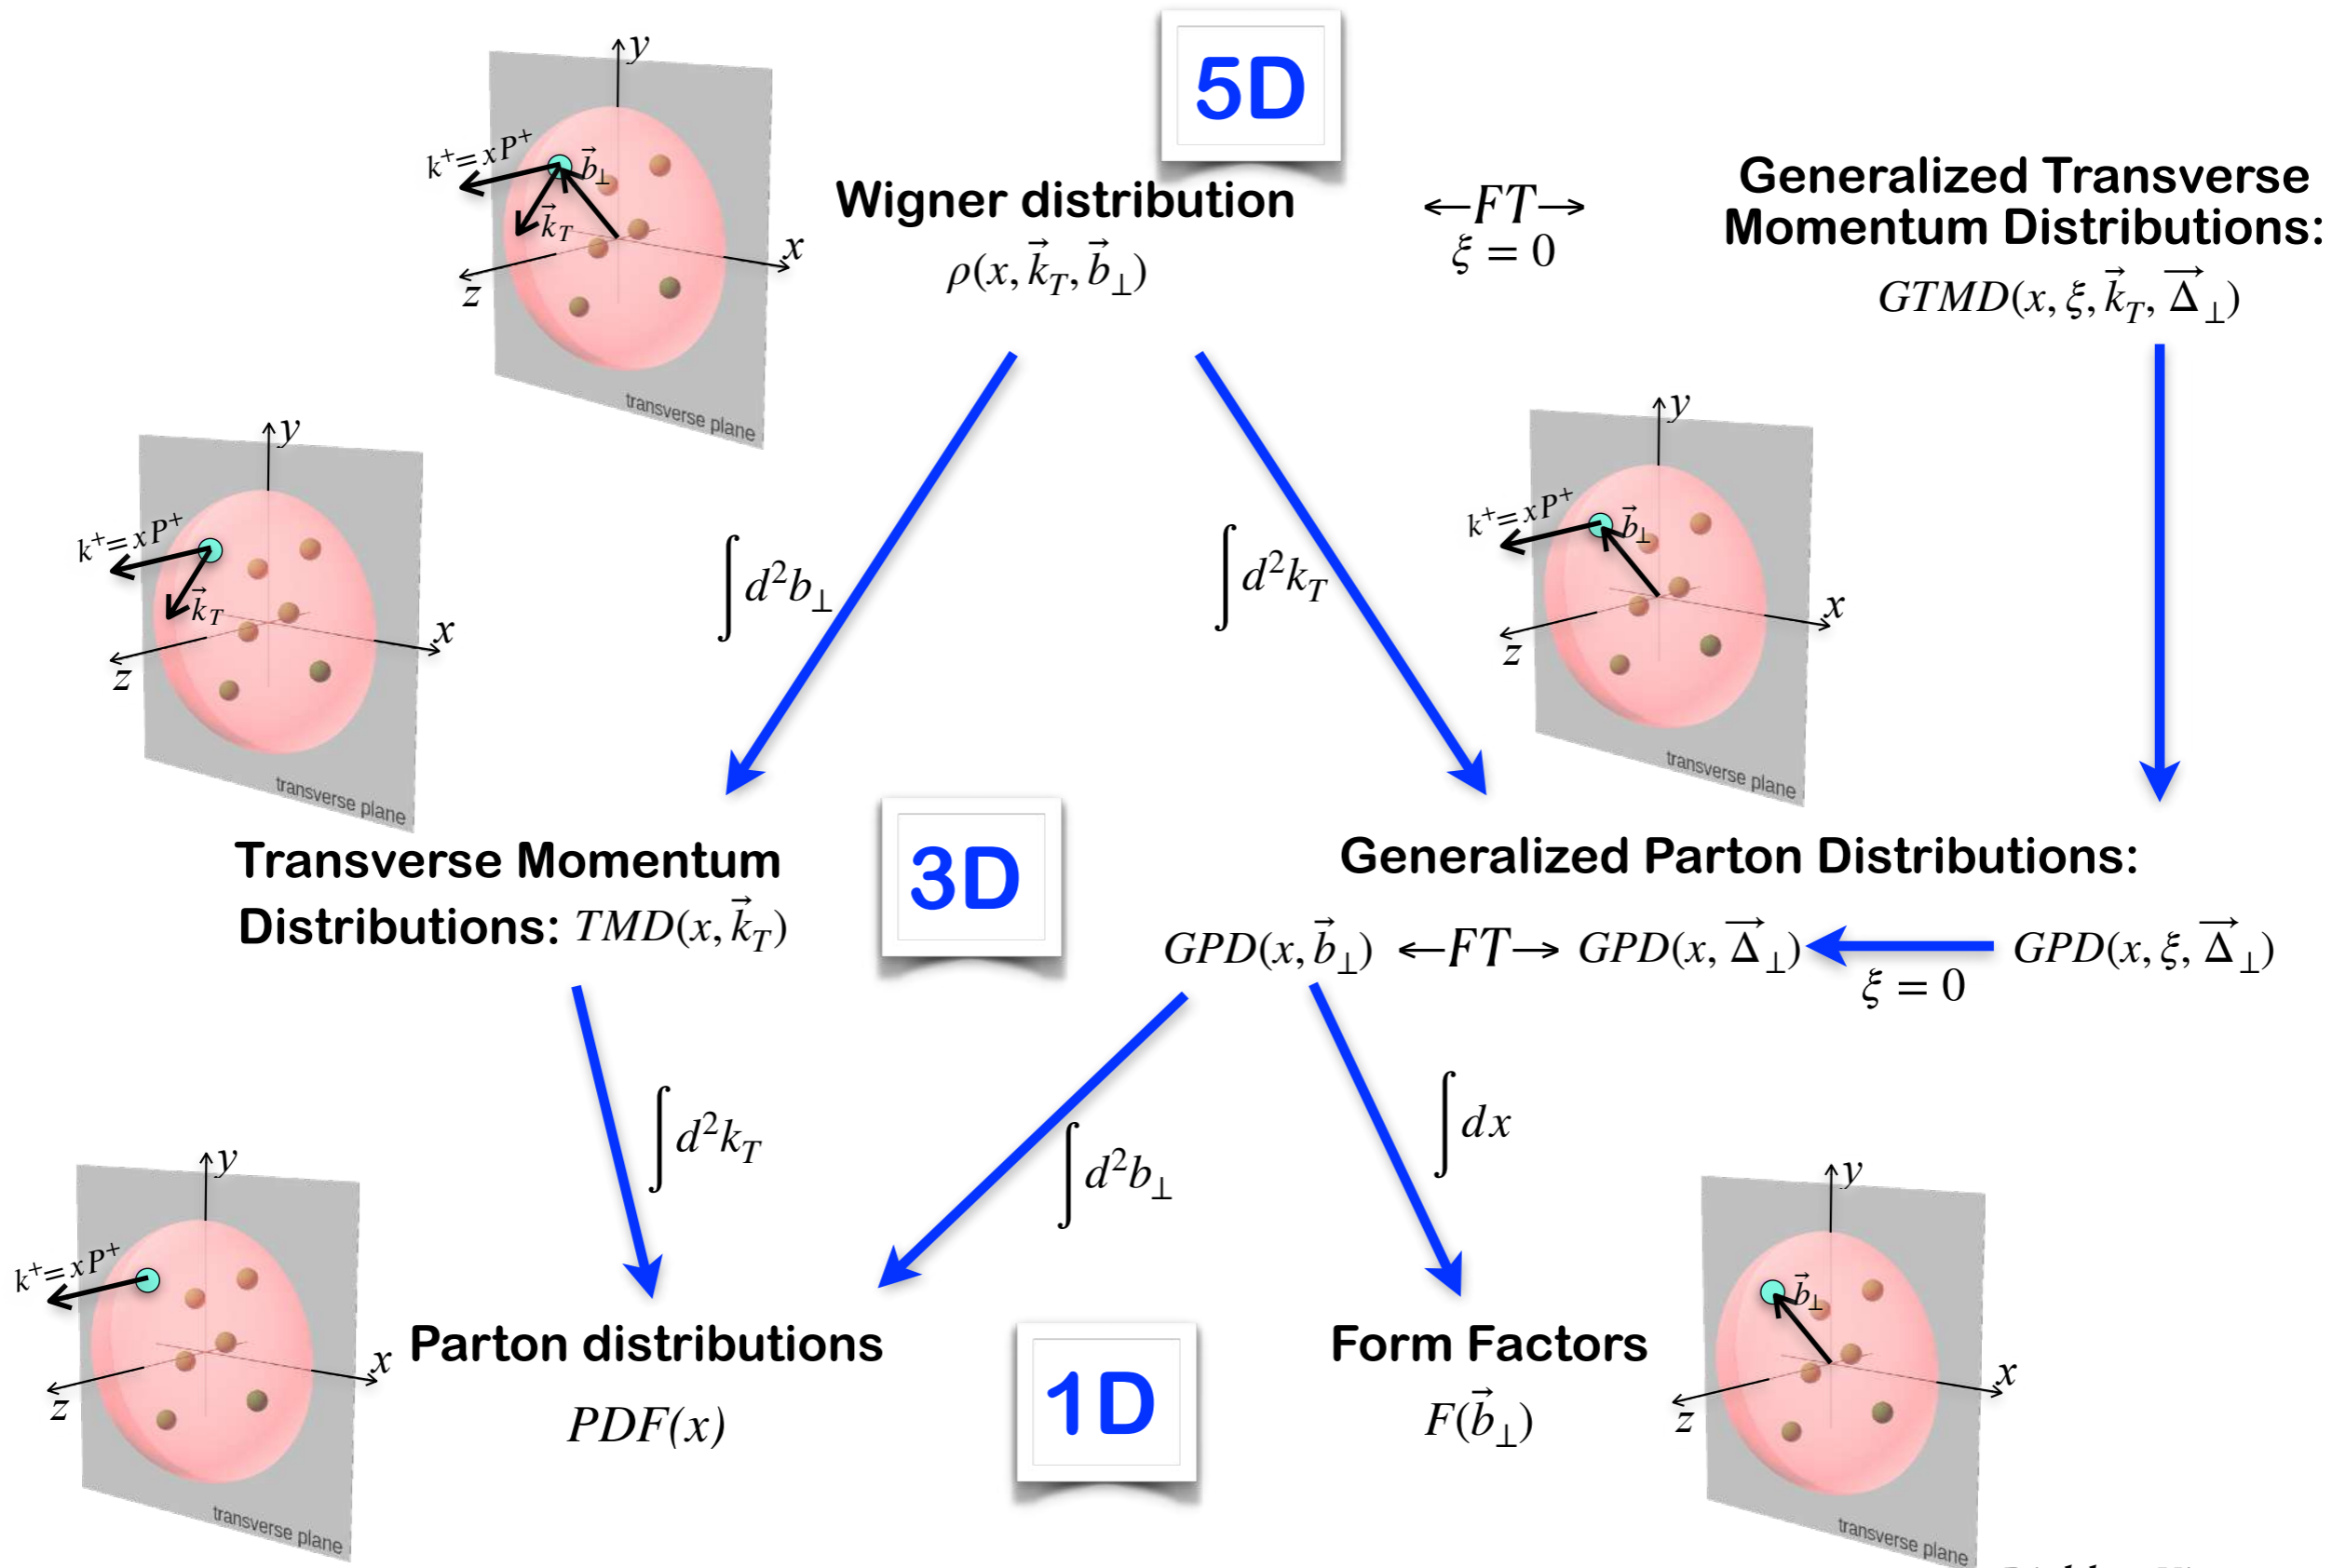 5D
y
k⁺=xP⁺
b⃗⊥
k⃗_T
x
z
transverse plane
Wigner distribution
ρ(x, k⃗_T, b⃗⊥)
←FT→
ξ = 0
Generalized Transverse
Momentum Distributions:
GTMD(x, ξ, k⃗_T, Δ⃗⊥)
y
k⁺=xP⁺
k⃗_T
x
z
transverse plane
∫d²b⊥
∫d²k_T
y
k⁺=xP⁺
b⃗⊥
x
z
transverse plane
Transverse Momentum
Distributions: TMD(x, k⃗_T)
3D
Generalized Parton Distributions:
GPD(x, b⃗⊥) ←FT→ GPD(x, Δ⃗⊥) GPD(x, ξ, Δ⃗⊥)
ξ = 0
∫d²k_T
∫d²b⊥
∫dx
y
k⁺=xP⁺
x
z
transverse plane
Parton distributions
PDF(x)
1D
Form Factors
F(b⃗⊥)
y
b⃗⊥
x
z
transverse plane